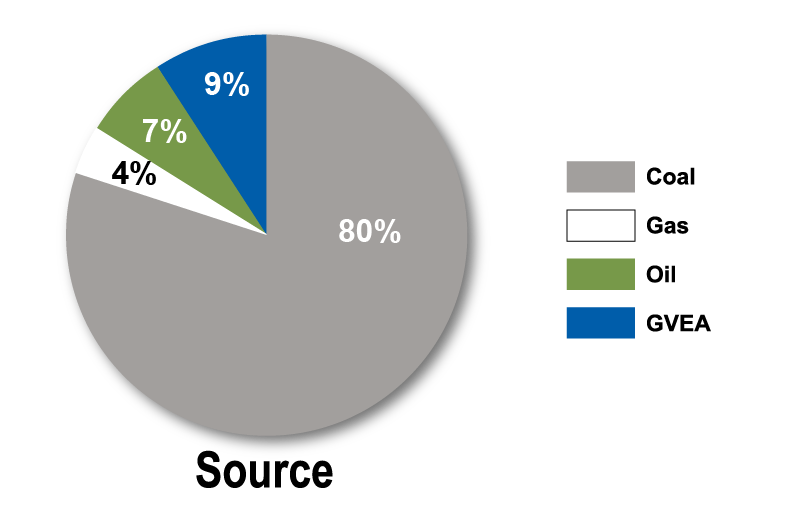 9%
7%
4%
80%
Coal
Gas
Oil
GVEA
Source